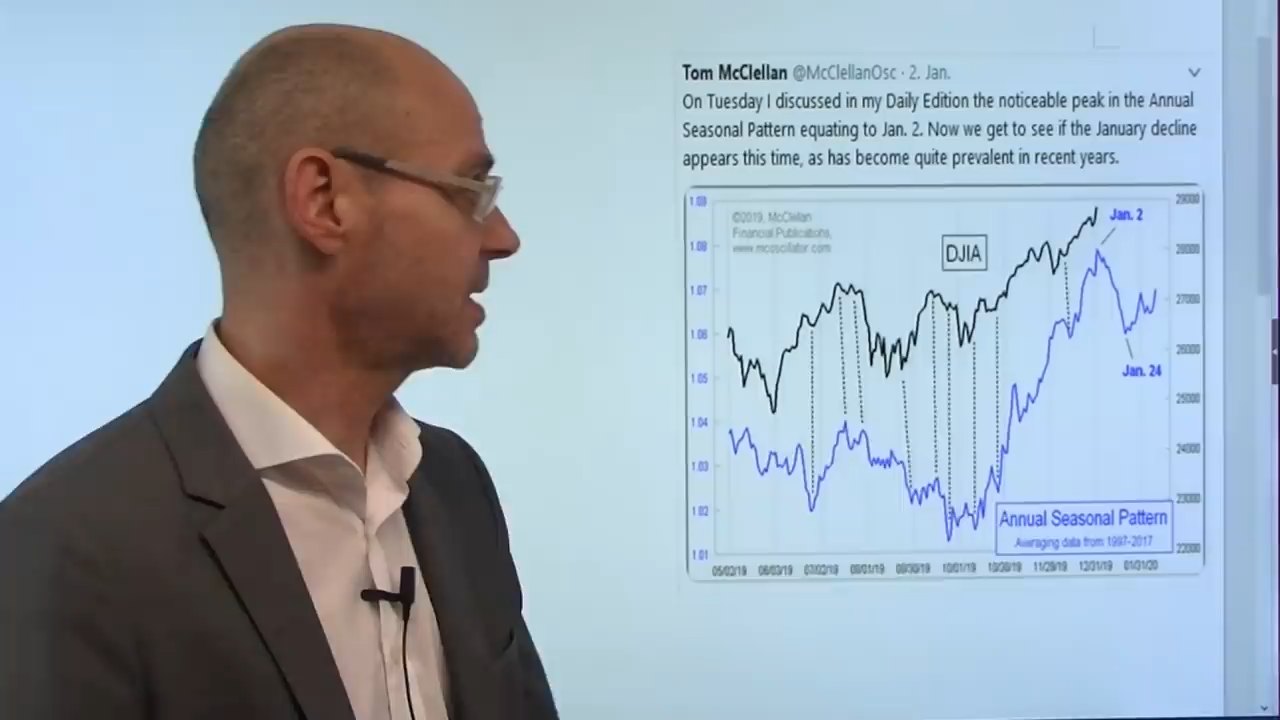 Tom McClellan @McClellanOsc · 2. Jan.
On Tuesday I discussed in my Daily Edition the noticeable peak in the Annual
Seasonal Pattern equating to Jan. 2. Now we get to see if the January decline
appears this time, as has become quite prevalent in recent years.
1.09
29000
©2019, McClellan
Financial Publications,
www.mcoscillator.com
Jan. 2
1.08
DJIA
28000
1.07
27000
1.06
26000
Jan. 24
1.05
25000
1.04
24000
1.03
23000
1.02
Annual Seasonal Pattern
Averaging data from 1997-2017
1.01
22000
05/02/19 06/03/19 07/02/19 08/01/19 08/30/19 10/01/19 10/30/19 11/29/19 12/31/19 01/31/20